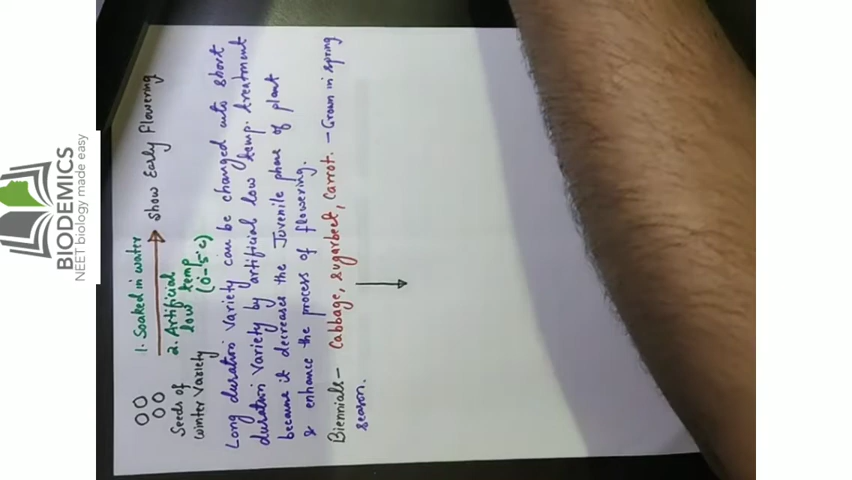 BIODEMICS
NEET biology made easy
Seeds of
winter Variety
1. Soaked in water
2. Artificial
low temp
(0-5°c)
Show Early Flowering
Long duration Variety can be changed into short
duration Variety by artificial low temp. treatment
because it decreases the Juvenile phase of plant
& enhance the process of flowering.
Biennials- Cabbage, sugarbeet, Carrot. - Grown in spring
season.